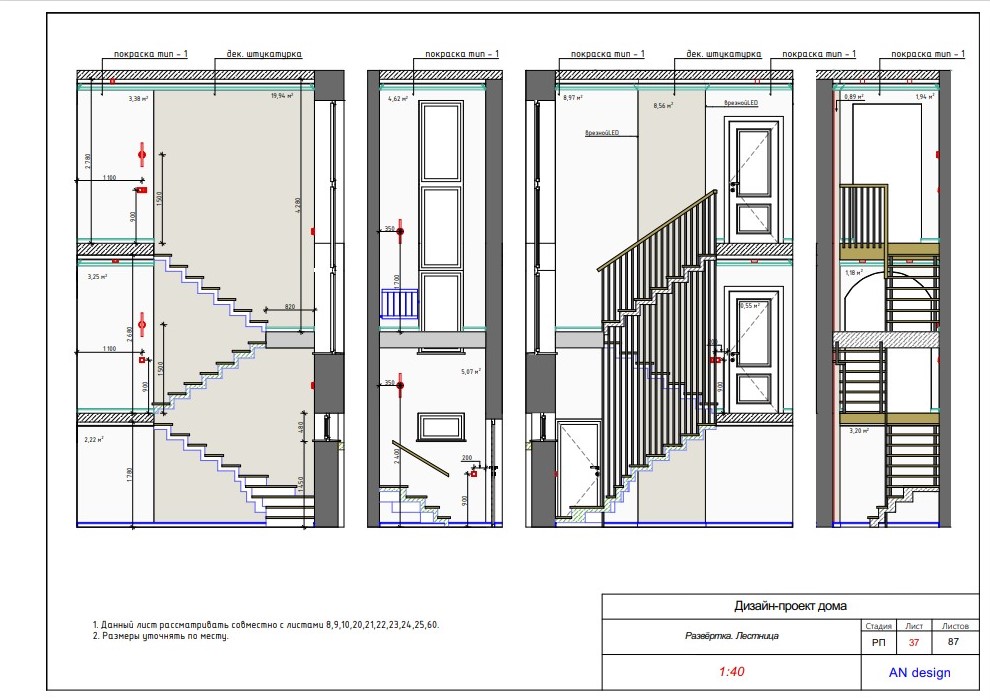 покраска тип - 1
дек. штукатурка
покраска тип - 1
покраска тип - 1
дек. штукатурка
покраска тип - 1
покраска тип - 1
3,38 м²
19,94 м²
4,62 м²
8,97 м²
8,56 м²
врезнойLED
0,89 м²
1,94 м²
врезнойLED
2 780
1 100
900
1 500
4 280
350
1 700
3,25 м²
820
1,18 м²
0,55 м²
2 680
1 100
1 500
900
350
5,07 м²
900
2,22 м²
480
3,20 м²
1 780
1 450
2 400
200
900
1. Данный лист рассматривать совместно с листами 8,9,10,20,21,22,23,24,25,60.
2. Размеры уточнять по месту.
Дизайн-проект дома
Развёртка. Лестница
Стадия
Лист
Листов
РП
37
87
1:40
AN design